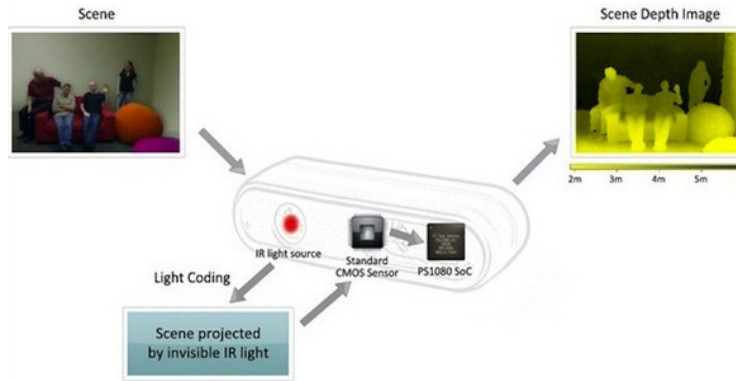 Scene
Scene Depth Image
2m 3m 4m 5m
IR light source
Standard
CMOS Sensor
PS1080 SoC
Light Coding
Scene projected
by invisible IR light